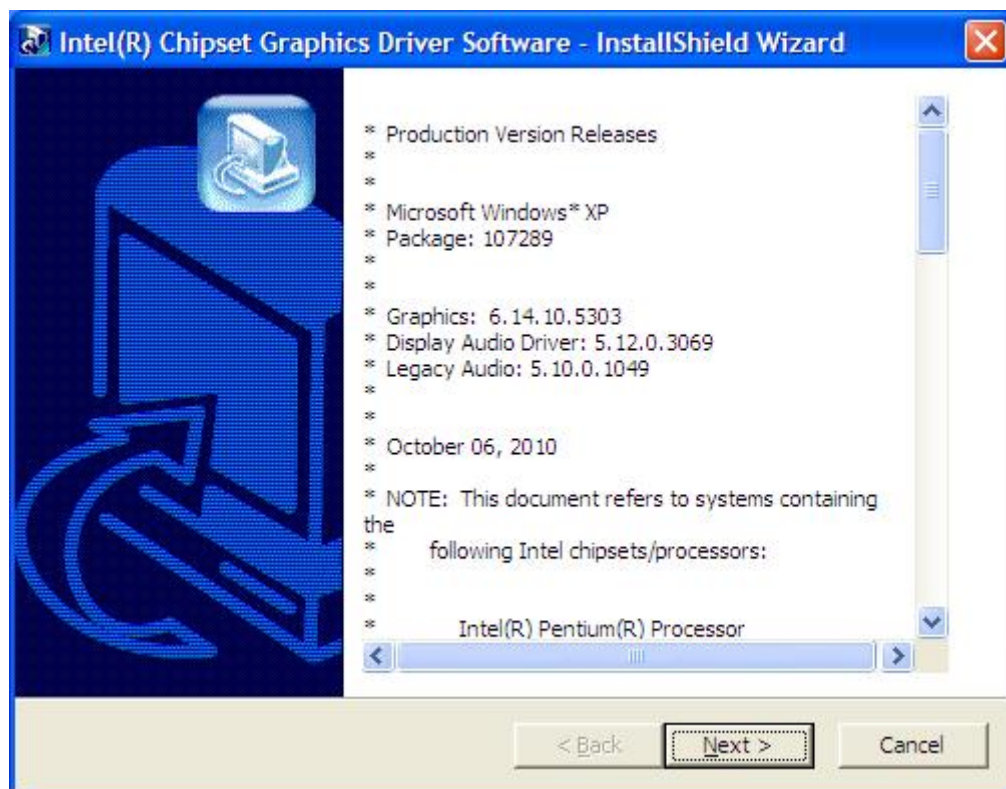 Intel(R) Chipset Graphics Driver Software - InstallShield Wizard
* Production Version Releases
*
*
* Microsoft Windows* XP
* Package: 107289
*
*
* Graphics: 6.14.10.5303
* Display Audio Driver: 5.12.0.3069
* Legacy Audio: 5.10.0.1049
*
*
* October 06, 2010
*
* NOTE: This document refers to systems containing
the
* following Intel chipsets/processors:
*
*
* Intel(R) Pentium(R) Processor
< Back
Next >
Cancel